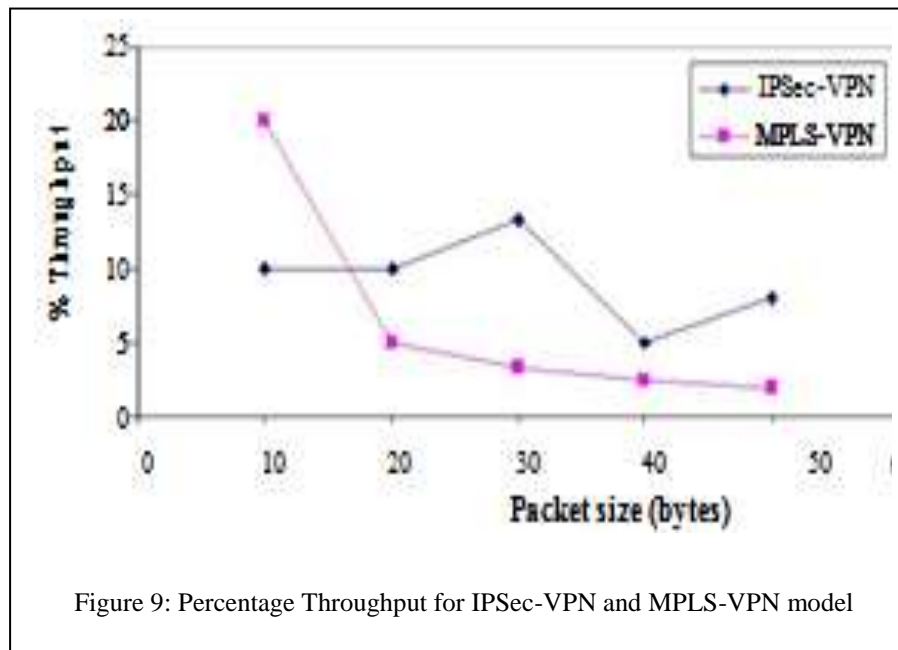 25
IPSec-VPN
MPLS-VPN
20
15
10
5
0
% Throughput
0 10 20 30 40 50
Packet size (bytes)
Figure 9: Percentage Throughput for IPSec-VPN and MPLS-VPN model